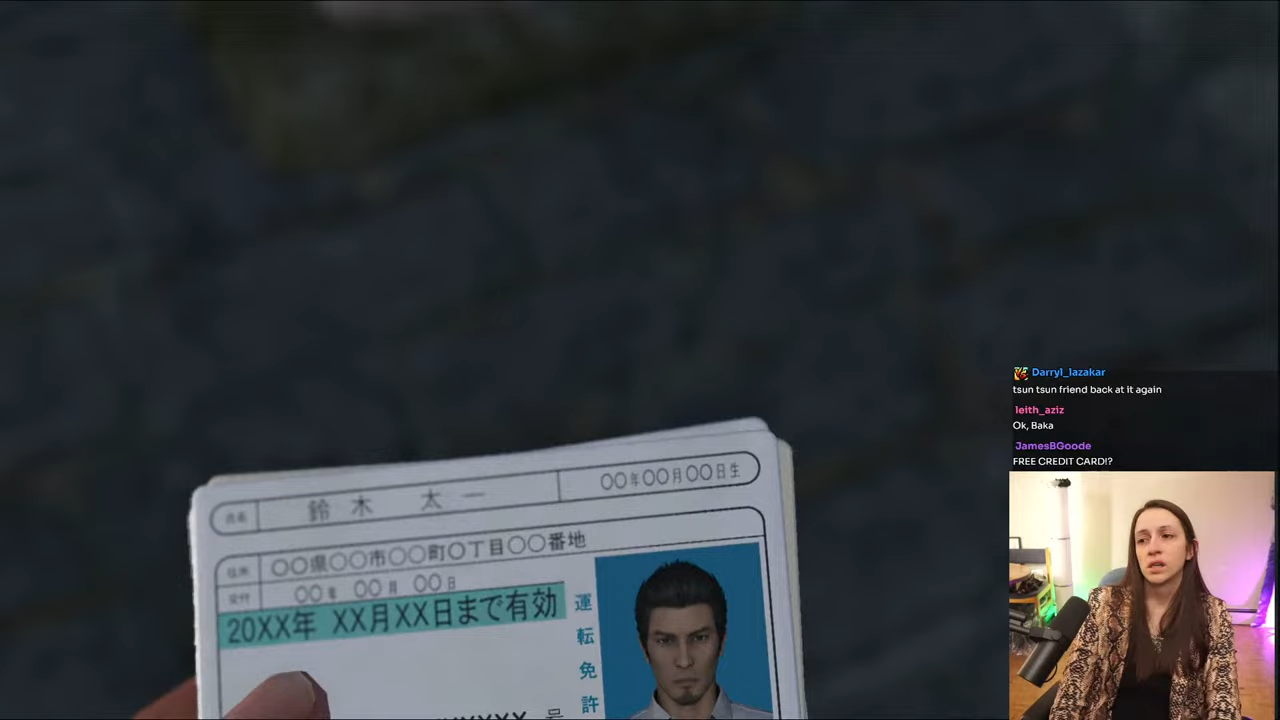 氏名 鈴木 太一 〇〇年〇〇月〇〇日生
住所 〇〇県〇〇市〇〇町〇丁目〇〇番地
交付 〇〇年 〇〇月 〇〇日
20XX年 XX月XX日まで有効
運転免許
号
Darryl_lazakar
tsun tsun friend back at it again
leith_aziz
Ok, Baka
JamesBGoode
FREE CREDIT CARD!?